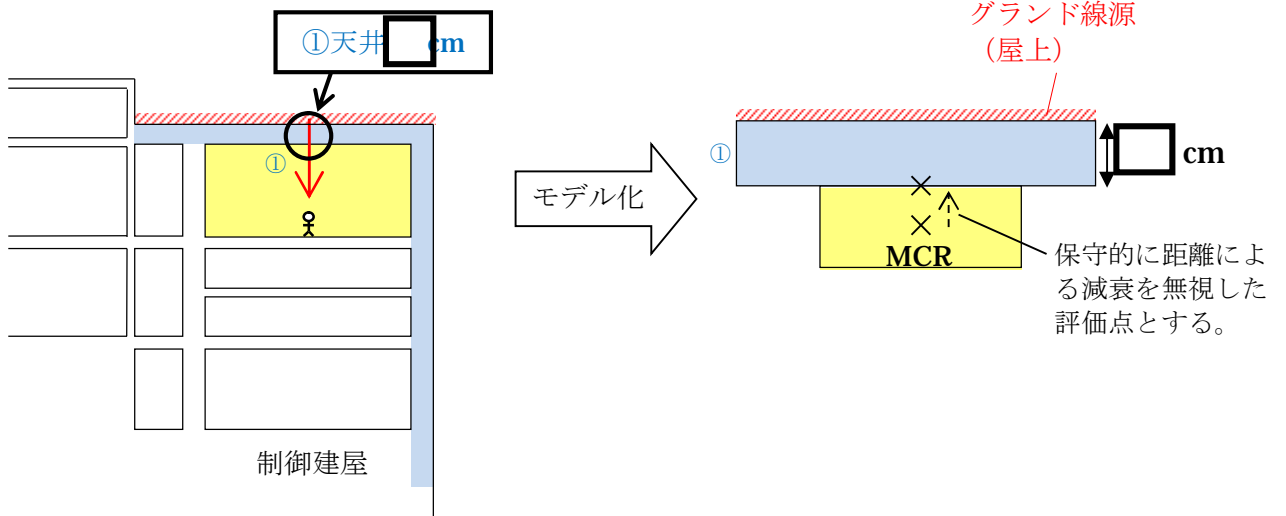 ①天井 cm
①
制御建屋
モデル化
グランド線源
（屋上）
①
cm
MCR
保守的に距離によ
る減衰を無視した
評価点とする。